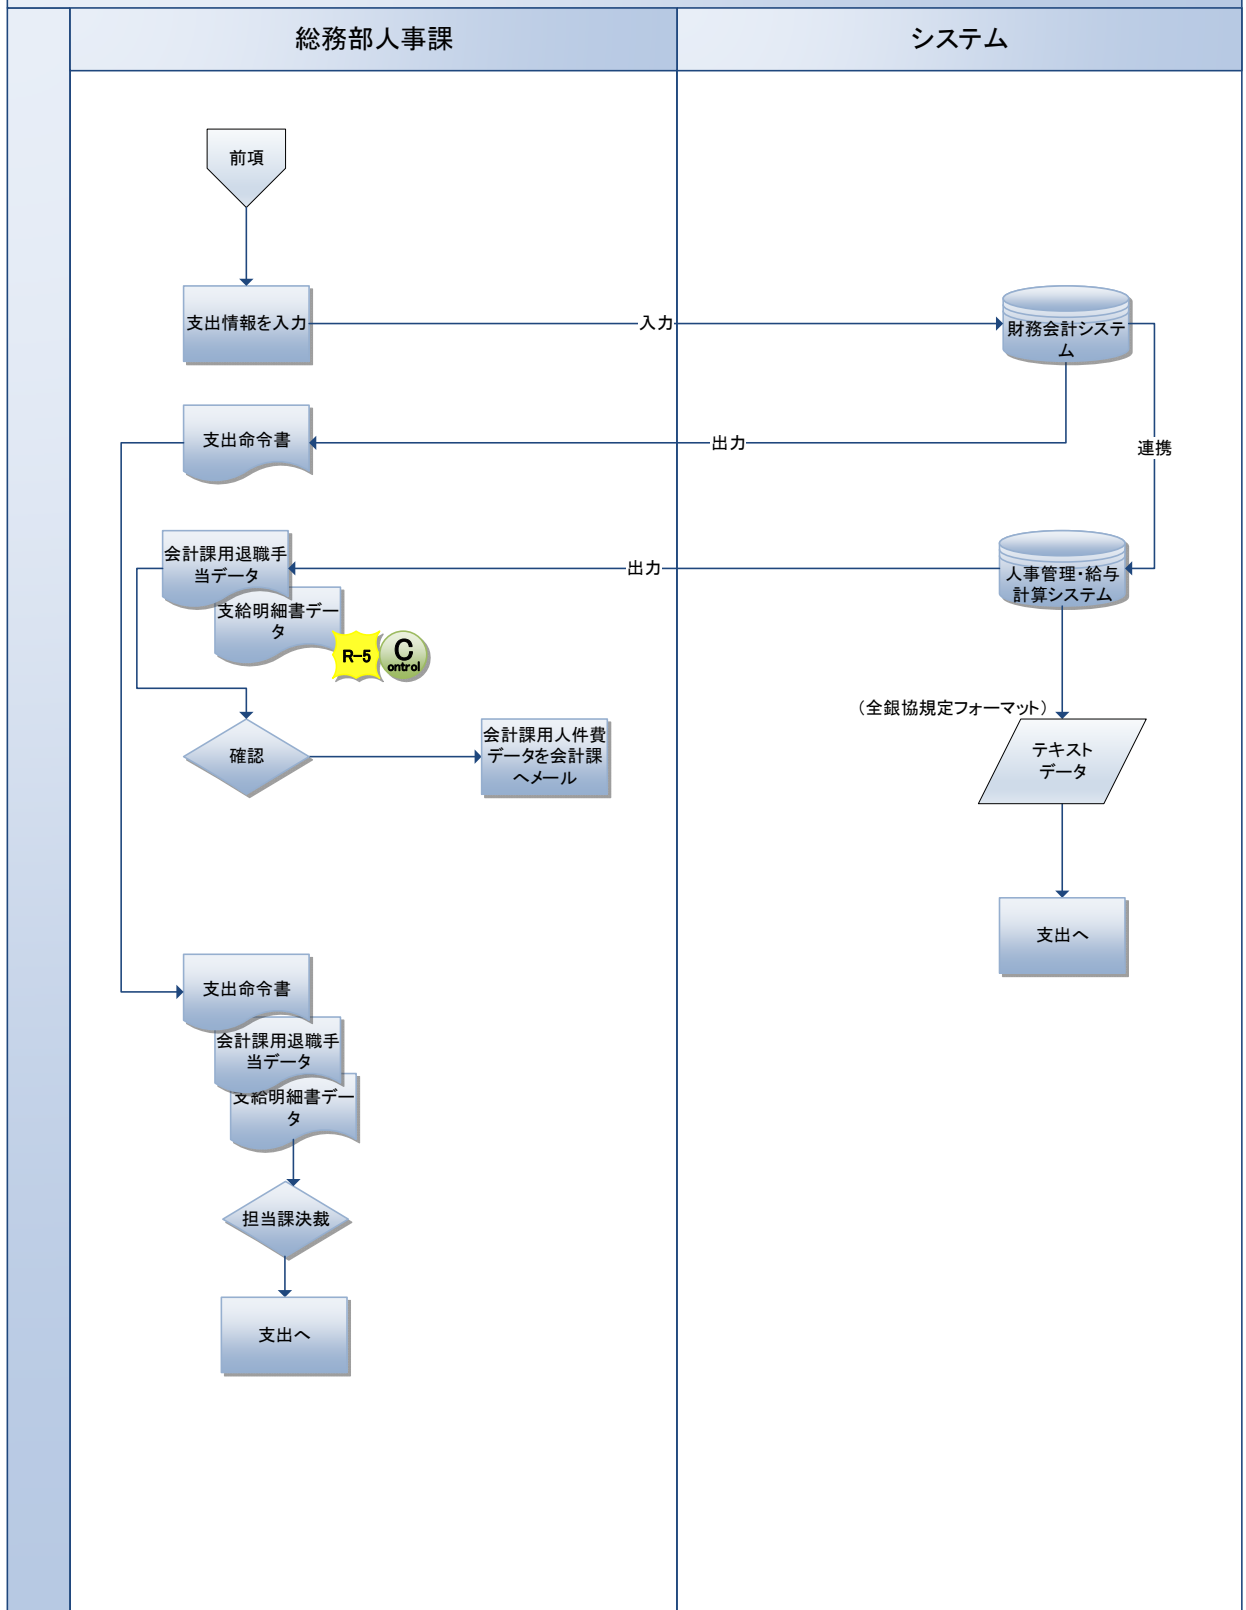 総務部人事課
システム
前項
支出情報を入力
入力
財務会計システ
ム
支出命令書
出力
連携
会計課用退職手
当データ
出力
人事管理・給与
計算システム
支給明細書デー
タ
R-5
C
ontrol
（全銀協規定フォーマット）
確認
会計課用人件費
データを会計課
へメール
テキスト
データ
支出へ
支出命令書
会計課用退職手
当データ
支給明細書デー
タ
担当課決裁
支出へ